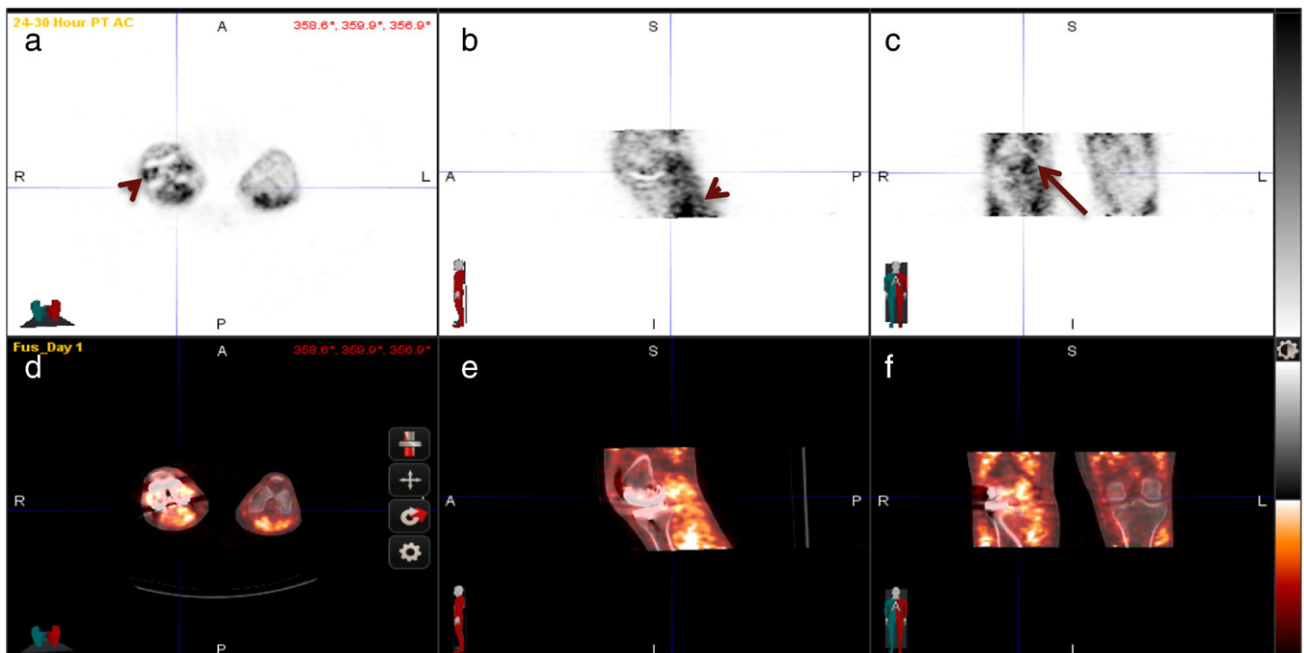 24-30 Hour PT AC
A
358.6°, 359.9°, 356.9°
a
R
L
P
b
S
A
P
I
c
S
R
L
A
I
Fus_Day 1
A
358.6°, 359.9°, 356.9°
d
R
P
e
S
A
P
I
f
S
R
L
A
I